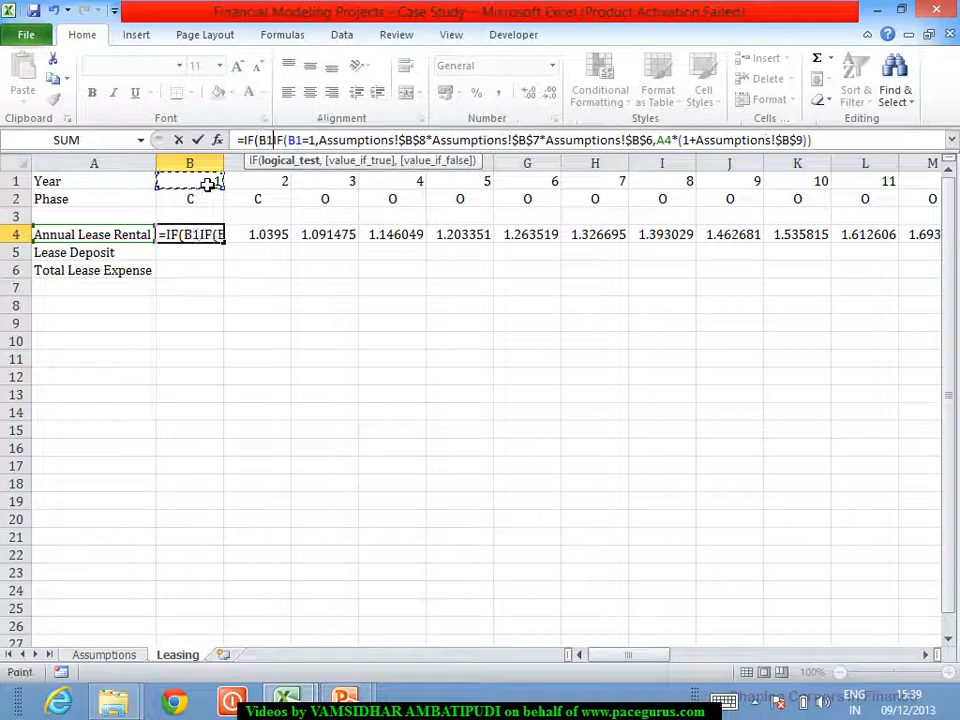 Financial Modeling Projects - Case Study - Microsoft Excel (Product Activation Failed)
File Home Insert Page Layout Formulas Data Review View Developer
Paste 11 A A General Conditional Formatting Format as Table Cell Styles Insert Delete Format Sort & Filter Find & Select
B I U A % ,
Clipboard Font Alignment Number Styles Cells Editing
SUM fx =IF(B1IF(B1=1,Assumptions!$B$8*Assumptions!$B$7*Assumptions!$B$6,A4*(1+Assumptions!$B$9))
IF(logical_test, [value_if_true], [value_if_false])
A B G H I J K L M
1 Year 1 2 3 4 5 6 7 8 9 10 11
2 Phase C C O O O O O O O O O O
3
4 Annual Lease Rental =IF(B1IF(B 1.0395 1.091475 1.146049 1.203351 1.263519 1.326695 1.393029 1.462681 1.535815 1.612606 1.693
5 Lease Deposit
6 Total Lease Expense
7
8
9
10
11
12
13
14
15
16
17
18
19
20
21
22
23
24
25
26
27
Assumptions Leasing
Point 100%
ENG 15:39
IN 09/12/2013
Videos by VAMSIDHAR AMBATIPUDI on behalf of www.pacegurus.com